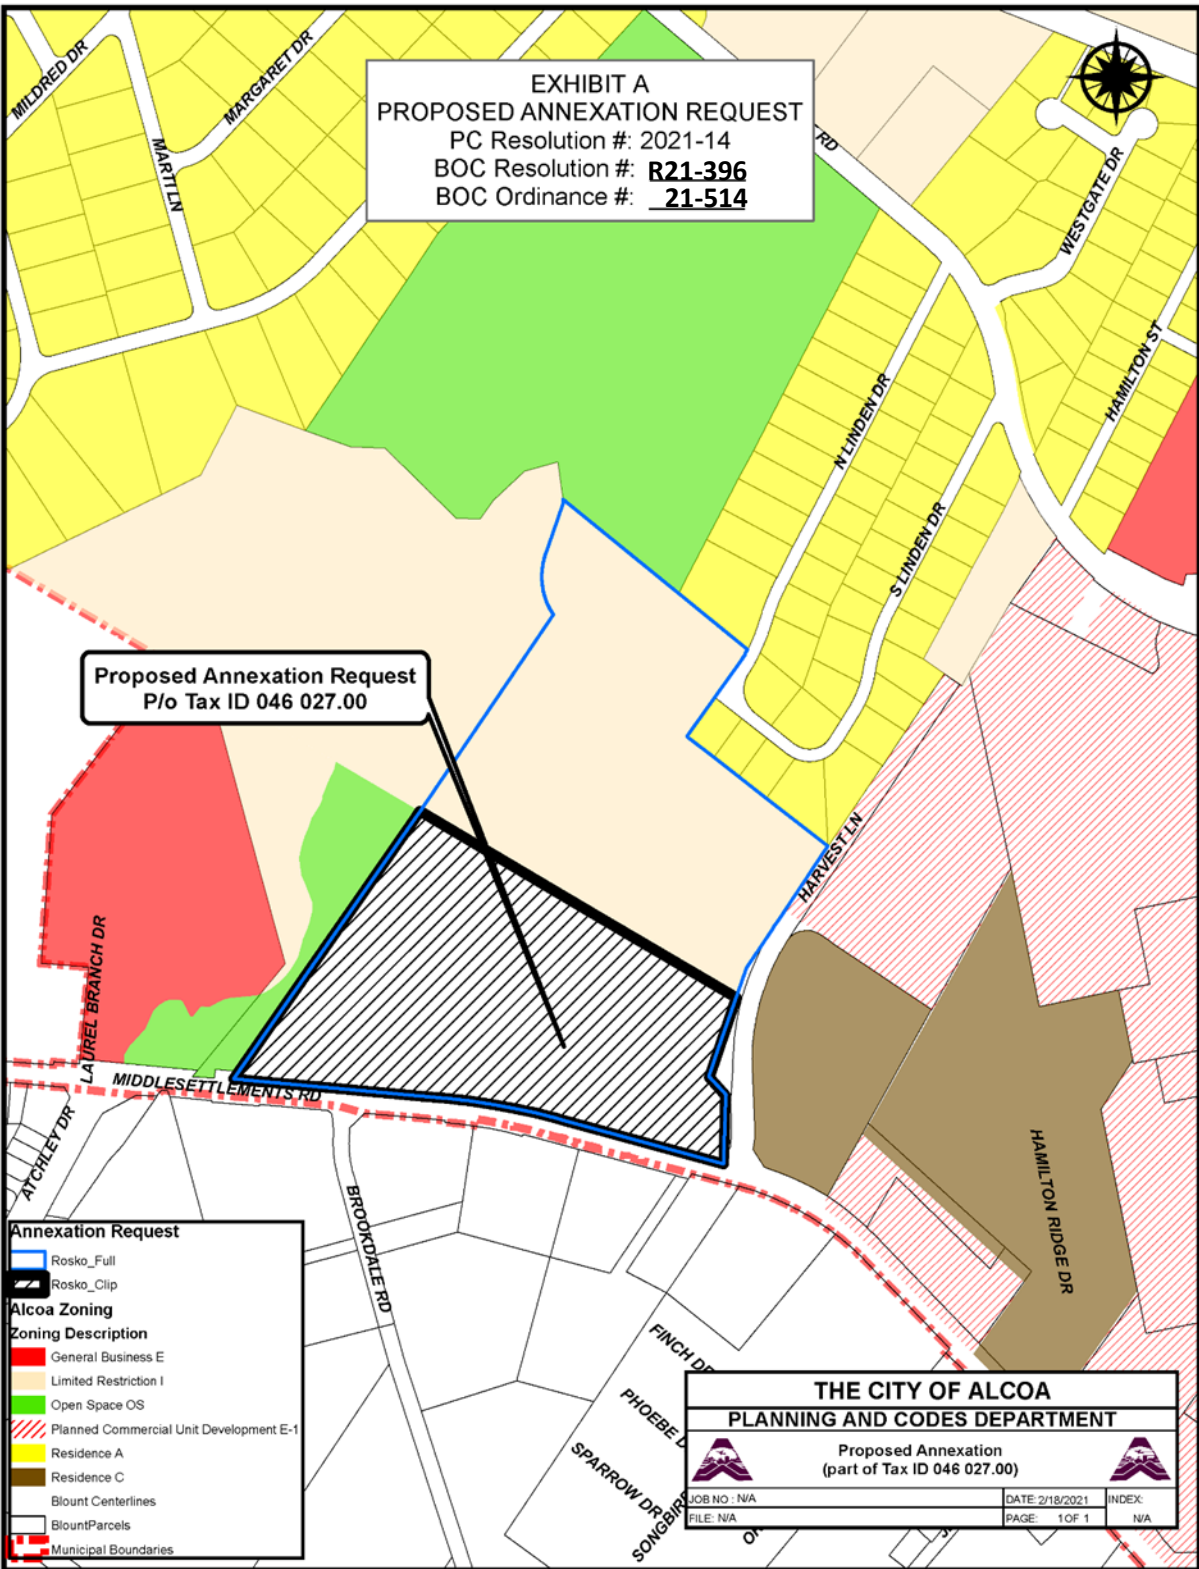 EXHIBIT A
PROPOSED ANNEXATION REQUEST
PC Resolution #: 2021-14
BOC Resolution #: R21-396
BOC Ordinance #: 21-514
MILDRED DR
MARGARET DR
MARTI LN
RD
WESTGATE DR
HAMILTON ST
N LINDEN DR
S LINDEN DR
Proposed Annexation Request
P/o Tax ID 046 027.00
HARVEST LN
LAUREL BRANCH DR
MIDDLESETTLEMENTS RD
ATCHLEY DR
BROOKDALE RD
HAMILTON RIDGE DR
FINCH DR
PHOEBE D
SPARROW DR
SONGBIRD
Annexation Request
Rosko_Full
Rosko_Clip
Alcoa Zoning
Zoning Description
General Business E
Limited Restriction I
Open Space OS
Planned Commercial Unit Development E-1
Residence A
Residence C
Blount Centerlines
BlountParcels
Municipal Boundaries
THE CITY OF ALCOA
PLANNING AND CODES DEPARTMENT
Proposed Annexation
(part of Tax ID 046 027.00)
JOB NO : N/A
DATE: 2/18/2021
INDEX:
FILE: N/A
PAGE: 1OF 1
N/A